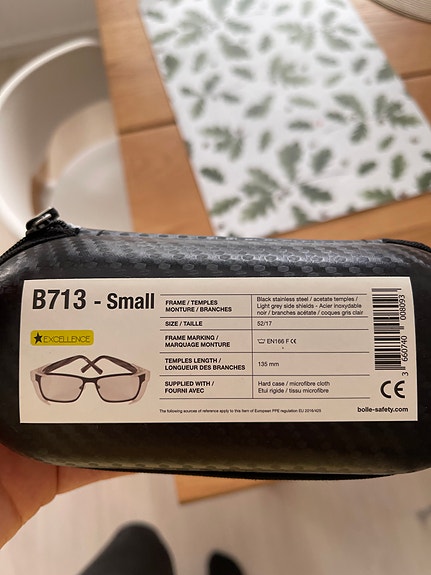 B713 - Small
★ EXCELLENCE
FRAME / TEMPLES
MONTURE / BRANCHES
Black stainless steel / acetate temples /
Light grey side shields - Acier inoxydable
noir / branches acétate / coques gris clair
SIZE / TAILLE
52/17
FRAME MARKING /
MARQUAGE MONTURE
EN166 F CE
TEMPLES LENGTH /
LONGUEUR DES BRANCHES
135 mm
SUPPLIED WITH /
FOURNI AVEC
Hard case / microfibre cloth
Etui rigide / tissu microfibre
The following sources of reference apply to this item of European PPE regulation EU 2016/425
3 660740 008093
CE
bolle-safety.com